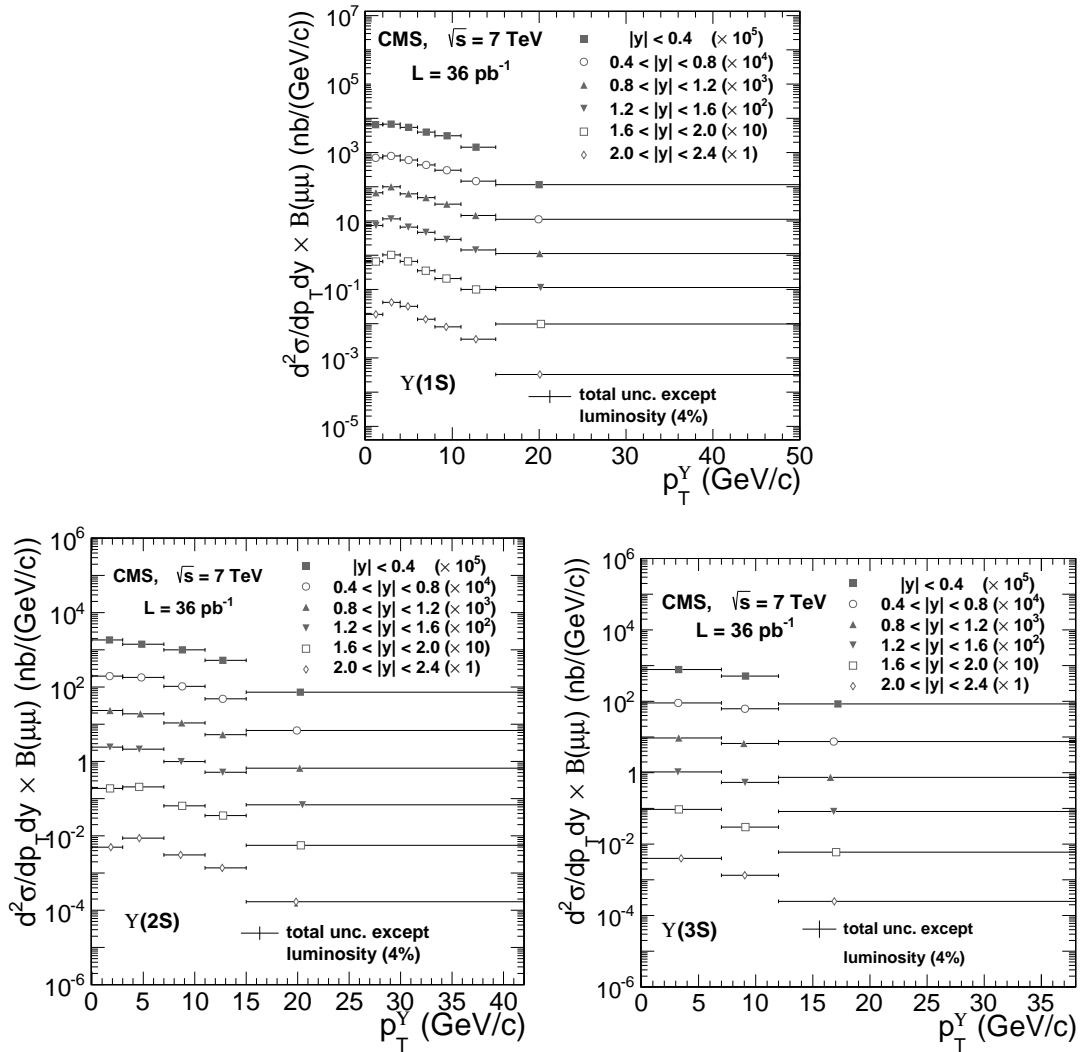 d²σ/dp_T dy × B(μμ) (nb/(GeV/c))
10⁷
10⁵
10³
10
10⁻¹
10⁻³
10⁻⁵
CMS, √s = 7 TeV
L = 36 pb⁻¹
|y| < 0.4 (× 10⁵)
0.4 < |y| < 0.8 (× 10⁴)
0.8 < |y| < 1.2 (× 10³)
1.2 < |y| < 1.6 (× 10²)
1.6 < |y| < 2.0 (× 10)
2.0 < |y| < 2.4 (× 1)
ϒ(1S)
total unc. except
luminosity (4%)
0 10 20 30 40 50
p_T^ϒ (GeV/c)
d²σ/dp_T dy × B(μμ) (nb/(GeV/c))
10⁶
10⁴
10²
1
10⁻²
10⁻⁴
10⁻⁶
CMS, √s = 7 TeV
L = 36 pb⁻¹
|y| < 0.4 (× 10⁵)
0.4 < |y| < 0.8 (× 10⁴)
0.8 < |y| < 1.2 (× 10³)
1.2 < |y| < 1.6 (× 10²)
1.6 < |y| < 2.0 (× 10)
2.0 < |y| < 2.4 (× 1)
ϒ(2S)
total unc. except
luminosity (4%)
0 5 10 15 20 25 30 35 40
p_T^ϒ (GeV/c)
d²σ/dp_T dy × B(μμ) (nb/(GeV/c))
10⁶
10⁴
10²
1
10⁻²
10⁻⁴
10⁻⁶
CMS, √s = 7 TeV
L = 36 pb⁻¹
|y| < 0.4 (× 10⁵)
0.4 < |y| < 0.8 (× 10⁴)
0.8 < |y| < 1.2 (× 10³)
1.2 < |y| < 1.6 (× 10²)
1.6 < |y| < 2.0 (× 10)
2.0 < |y| < 2.4 (× 1)
ϒ(3S)
total unc. except
luminosity (4%)
0 5 10 15 20 25 30 35
p_T^ϒ (GeV/c)